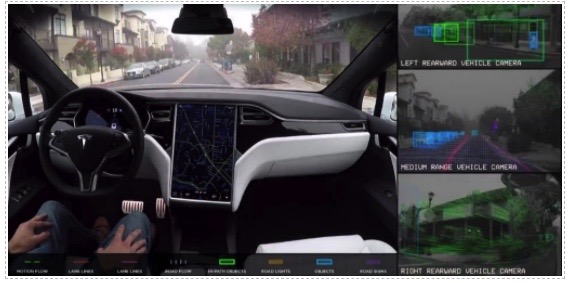 LEFT REARWARD VEHICLE CAMERA
MEDIUM RANGE VEHICLE CAMERA
RIGHT REARWARD VEHICLE CAMERA
MOTION FLOW
LANE LINES
LANE LINES
ROAD FLOW
IN-PATH OBJECTS
ROAD LIGHTS
OBJECTS
ROAD SIGNS